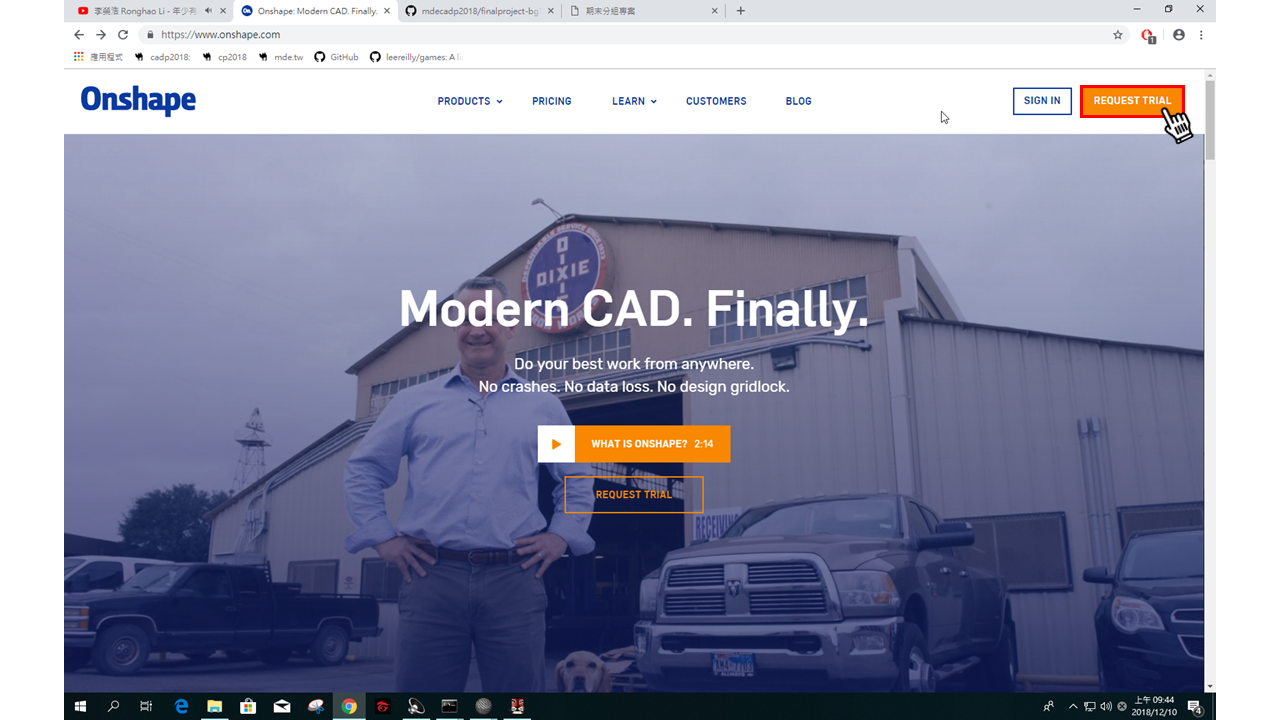 李榮浩 Ronghao Li - 年少有
Onshape: Modern CAD. Finally.
mdecadp2018/finalproject-bg
期末分組專案
https://www.onshape.com
1
應用程式
cadp2018:
cp2018
mde.tw
GitHub
leereilly/games: A li
Onshape
PRODUCTS
PRICING
LEARN
CUSTOMERS
BLOG
SIGN IN
REQUEST TRIAL
DIXIE
Modern CAD. Finally.
Do your best work from anywhere.
No crashes. No data loss. No design gridlock.
WHAT IS ONSHAPE? 2:14
REQUEST TRIAL
RECEIVING
上午 09:44
2018/12/10
4